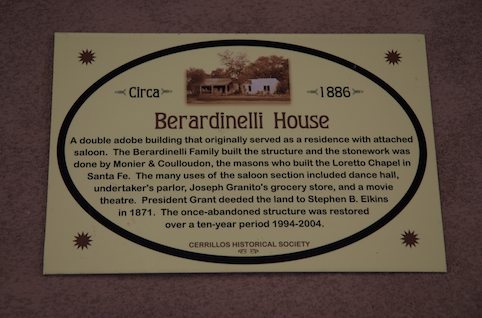 Circa 1886
Berardinelli House
A double adobe building that originally served as a residence with attached
saloon. The Berardinelli Family built the structure and the stonework was
done by Monier & Coulloudon, the masons who built the Loretto Chapel in
Santa Fe. The many uses of the saloon section included dance hall,
undertaker's parlor, Joseph Granito's grocery store, and a movie
theatre. President Grant deeded the land to Stephen B. Elkins
in 1871. The once-abandoned structure was restored
over a ten-year period 1994-2004.
CERRILLOS HISTORICAL SOCIETY